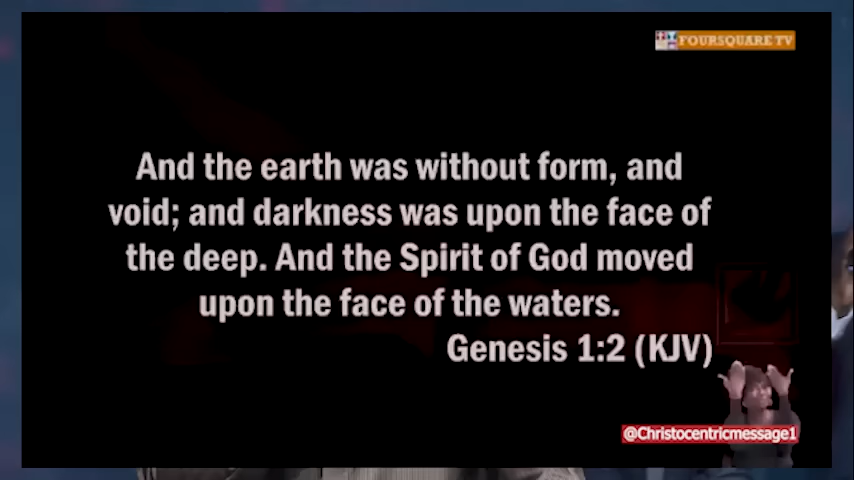 FOURSQUARE TV
And the earth was without form, and
void; and darkness was upon the face of
the deep. And the Spirit of God moved
upon the face of the waters.
Genesis 1:2 (KJV)
@Christocentricmessage1